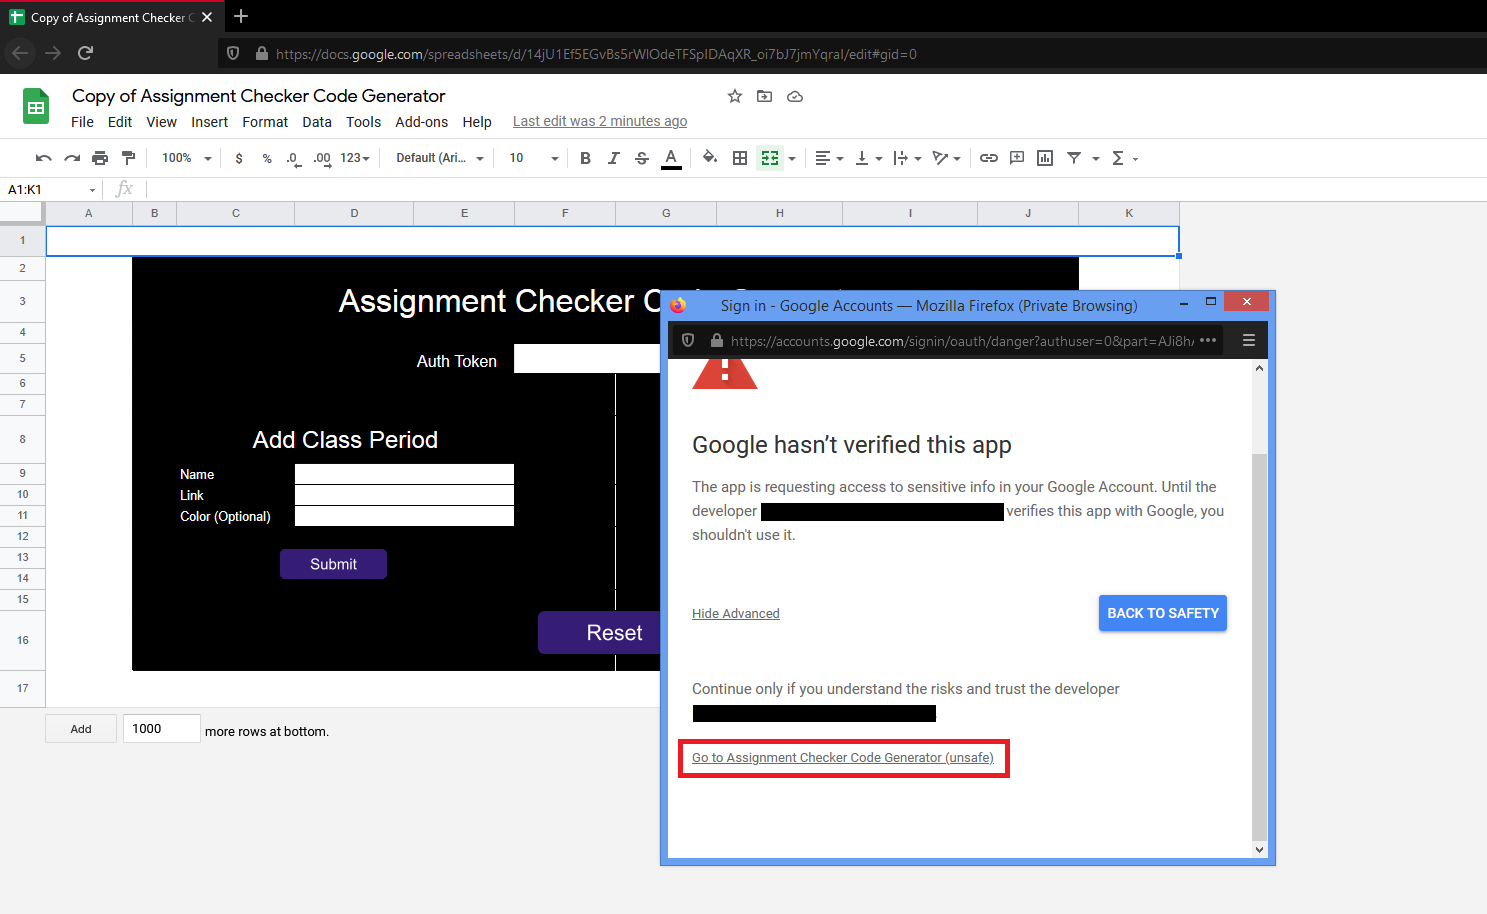 Copy of Assignment Checker C
https://docs.google.com/spreadsheets/d/14jU1Ef5EGvBs5rWlOdeTFSpIDAqXR_oi7bJ7jmYqraI/edit#gid=0
Copy of Assignment Checker Code Generator
File Edit View Insert Format Data Tools Add-ons Help Last edit was 2 minutes ago
100% $ % .0 .00 123 Default (Ari... 10 B I S A Σ
A1:K1 fx
A B C D E F G H I J K
1
2
3 Assignment Checker C
4
5 Auth Token
6
7
8 Add Class Period
9 Name
10 Link
11 Color (Optional)
12
13 Submit
14
15
16 Reset
17
Add 1000 more rows at bottom.
Sign in - Google Accounts — Mozilla Firefox (Private Browsing)
https://accounts.google.com/signin/oauth/danger?authuser=0&part=AJi8h
Google hasn't verified this app
The app is requesting access to sensitive info in your Google Account. Until the
developer verifies this app with Google, you
shouldn't use it.
Hide Advanced BACK TO SAFETY
Continue only if you understand the risks and trust the developer
Go to Assignment Checker Code Generator (unsafe)